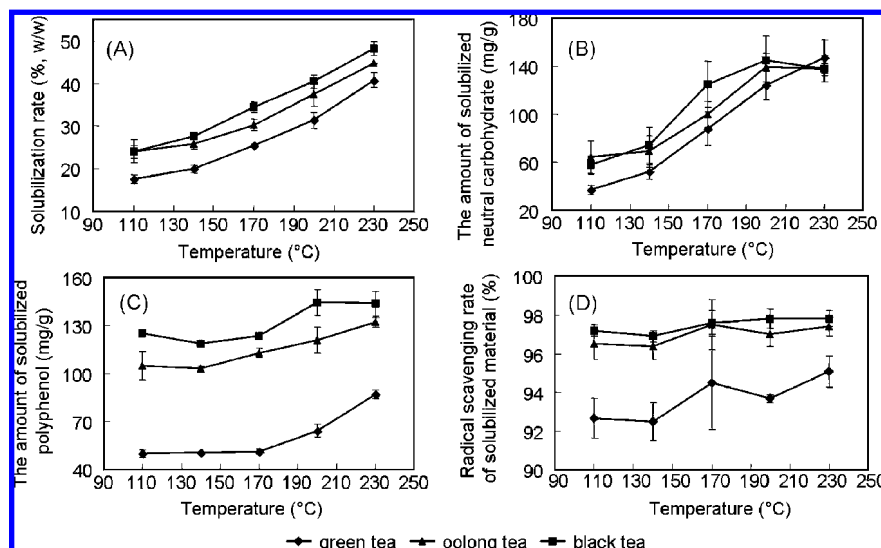 (A)
Solubilization rate (%, w/w)
50
40
30
20
10
90 110 130 150 170 190 210 230 250
Temperature (°C)
(B)
The amount of solubilized
neutral carbohydrate (mg/g)
140
100
60
20
90 110 130 150 170 190 210 230 250
Temperature (°C)
(C)
The amount of solubilized
polyphenol (mg/g)
160
130
100
70
40
90 110 130 150 170 190 210 230 250
Temperature (°C)
(D)
Radical scavenging rate
of solubilized material (%)
100
98
96
94
92
90
90 110 130 150 170 190 210 230 250
Temperature (°C)
green tea oolong tea black tea